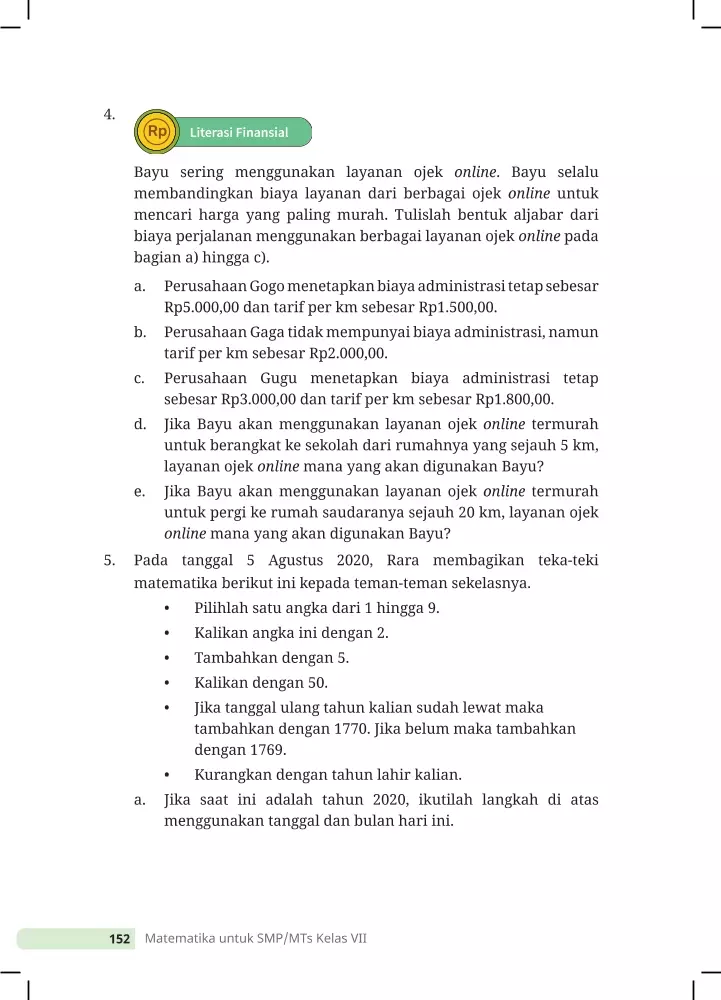 4.
Rp Literasi Finansial
Bayu sering menggunakan layanan ojek online. Bayu selalu
membandingkan biaya layanan dari berbagai ojek online untuk
mencari harga yang paling murah. Tulislah bentuk aljabar dari
biaya perjalanan menggunakan berbagai layanan ojek online pada
bagian a) hingga c).
a. Perusahaan Gogo menetapkan biaya administrasi tetap sebesar
Rp5.000,00 dan tarif per km sebesar Rp1.500,00.
b. Perusahaan Gaga tidak mempunyai biaya administrasi, namun
tarif per km sebesar Rp2.000,00.
c. Perusahaan Gugu menetapkan biaya administrasi tetap
sebesar Rp3.000,00 dan tarif per km sebesar Rp1.800,00.
d. Jika Bayu akan menggunakan layanan ojek online termurah
untuk berangkat ke sekolah dari rumahnya yang sejauh 5 km,
layanan ojek online mana yang akan digunakan Bayu?
e. Jika Bayu akan menggunakan layanan ojek online termurah
untuk pergi ke rumah saudaranya sejauh 20 km, layanan ojek
online mana yang akan digunakan Bayu?
5. Pada tanggal 5 Agustus 2020, Rara membagikan teka-teki
matematika berikut ini kepada teman-teman sekelasnya.
• Pilihlah satu angka dari 1 hingga 9.
• Kalikan angka ini dengan 2.
• Tambahkan dengan 5.
• Kalikan dengan 50.
• Jika tanggal ulang tahun kalian sudah lewat maka
tambahkan dengan 1770. Jika belum maka tambahkan
dengan 1769.
• Kurangkan dengan tahun lahir kalian.
a. Jika saat ini adalah tahun 2020, ikutilah langkah di atas
menggunakan tanggal dan bulan hari ini.
152 Matematika untuk SMP/MTs Kelas VII